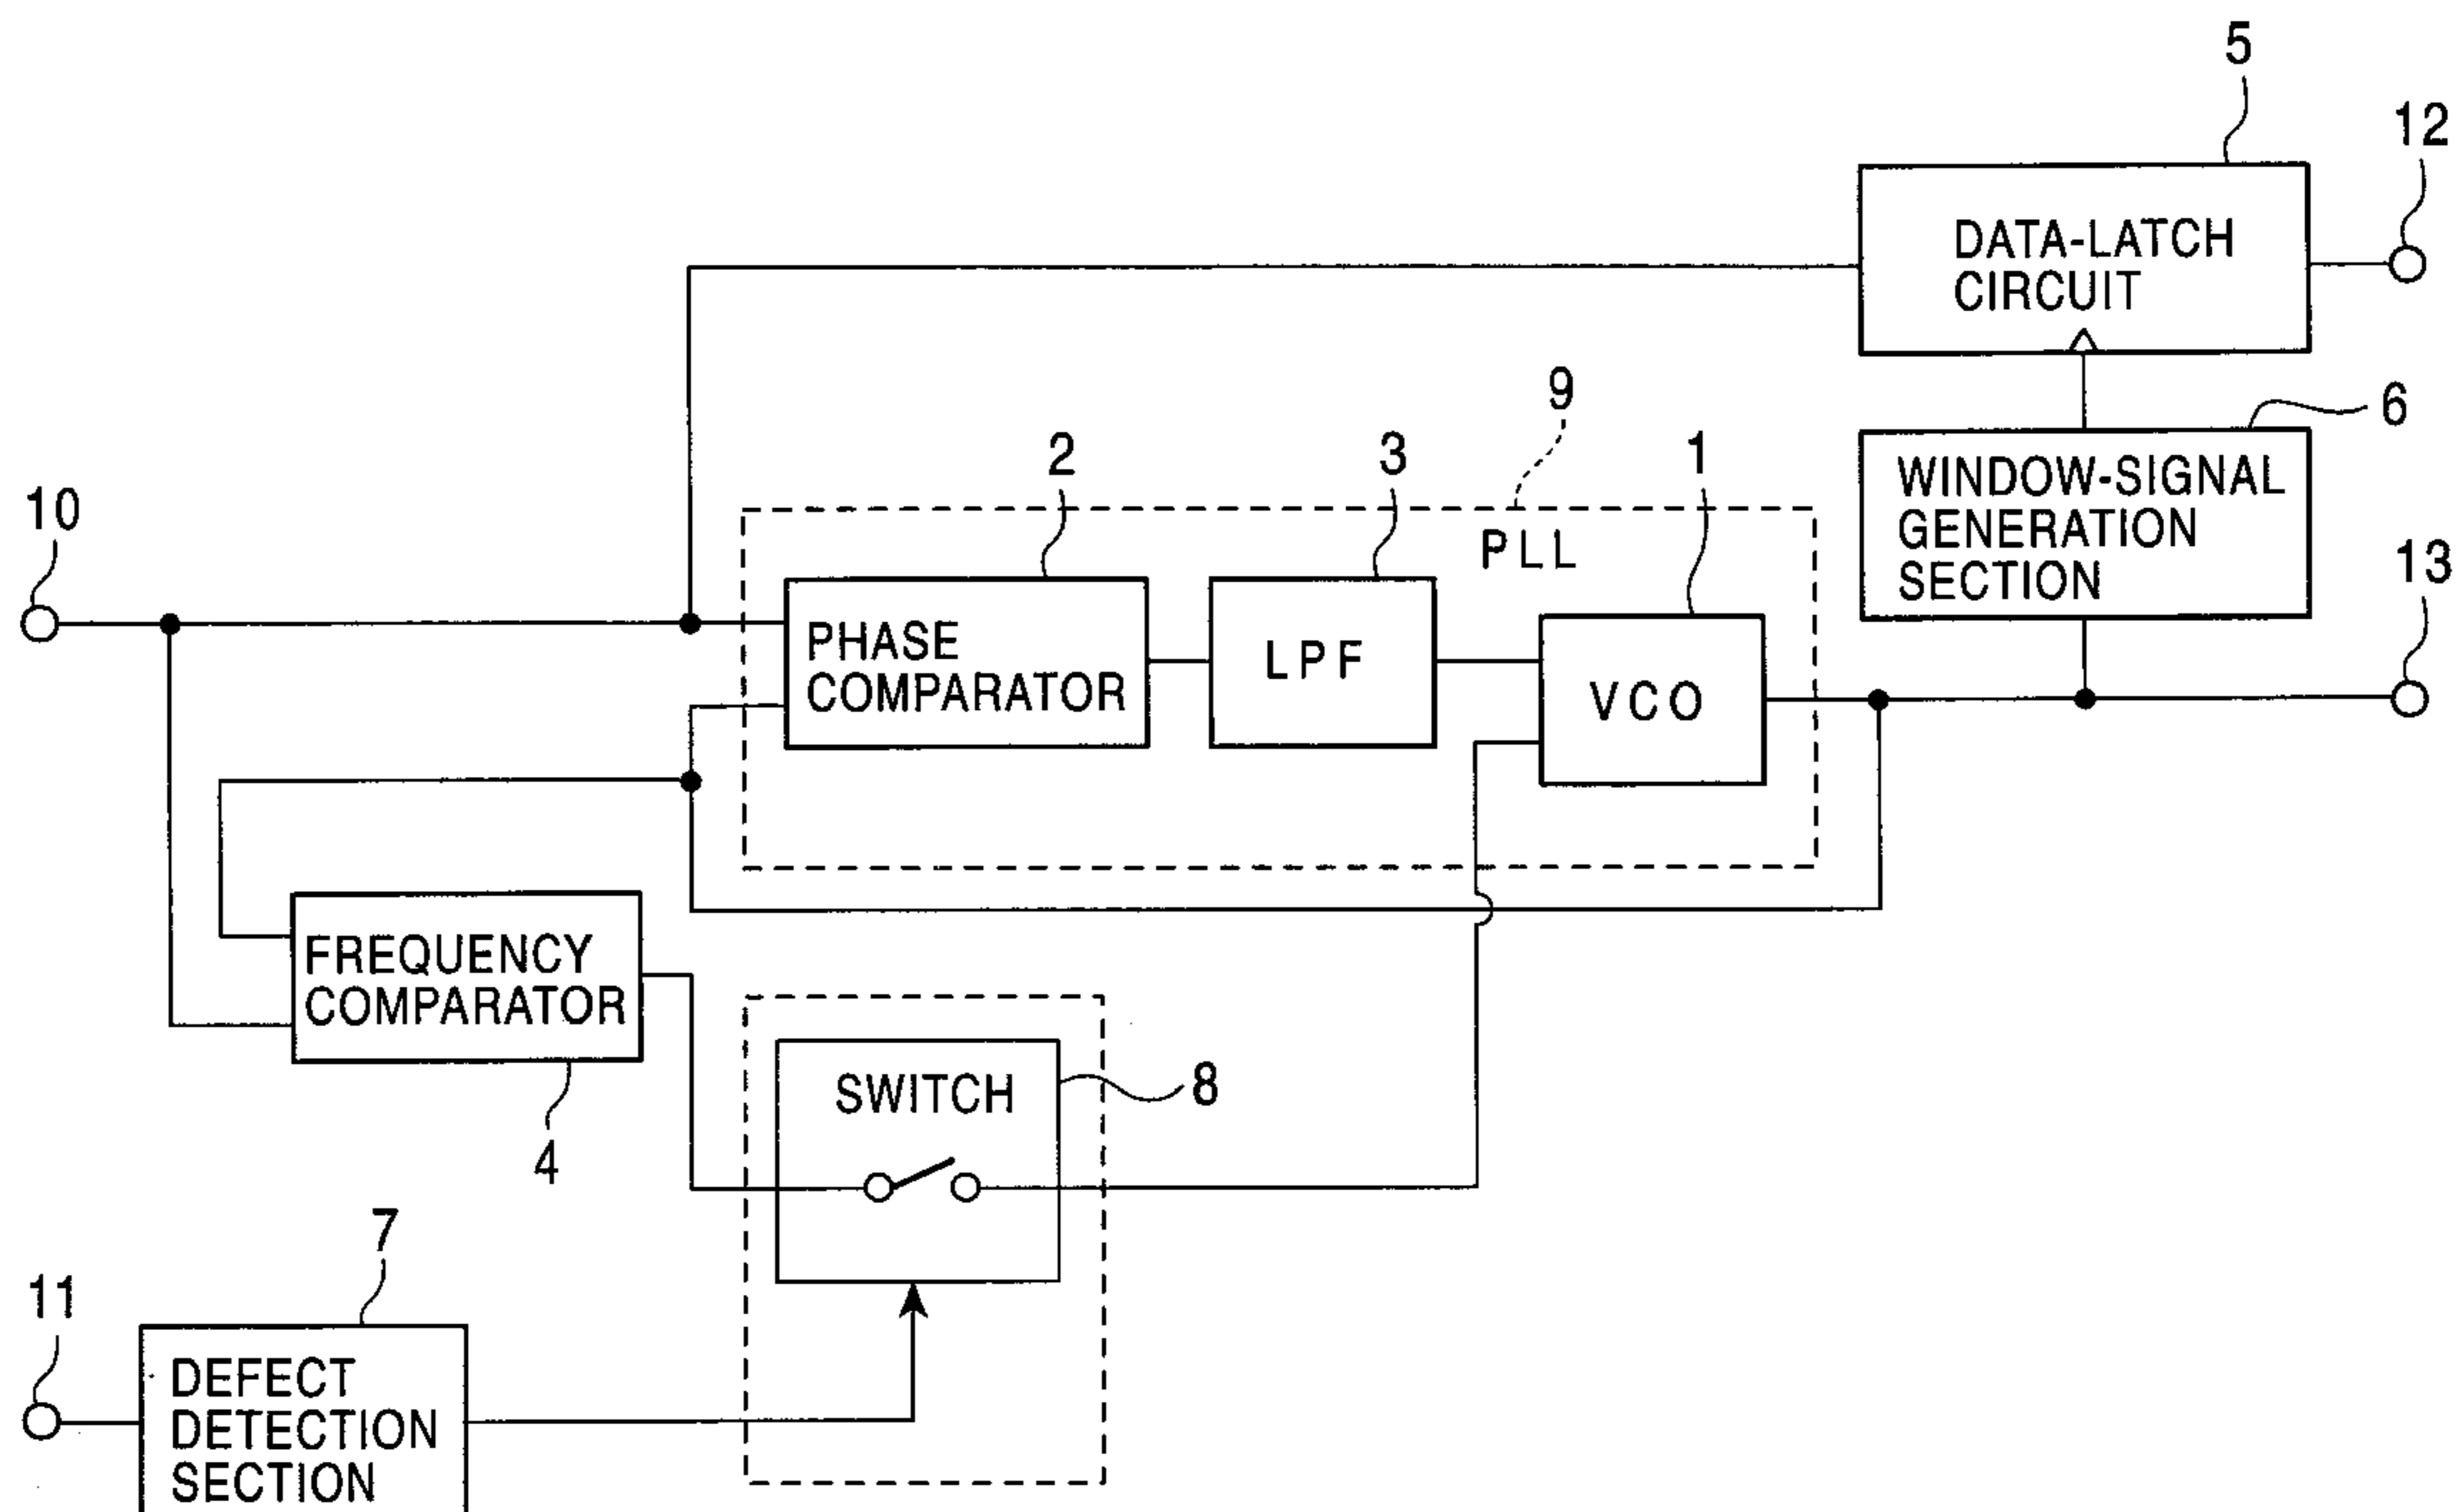 5
12
DATA-LATCH
CIRCUIT
9
6
2
3
1
WINDOW-SIGNAL
GENERATION
SECTION
10
PLL
13
PHASE
COMPARATOR
LPF
VCO
FREQUENCY
COMPARATOR
SWITCH
8
4
7
11
DEFECT
DETECTION
SECTION